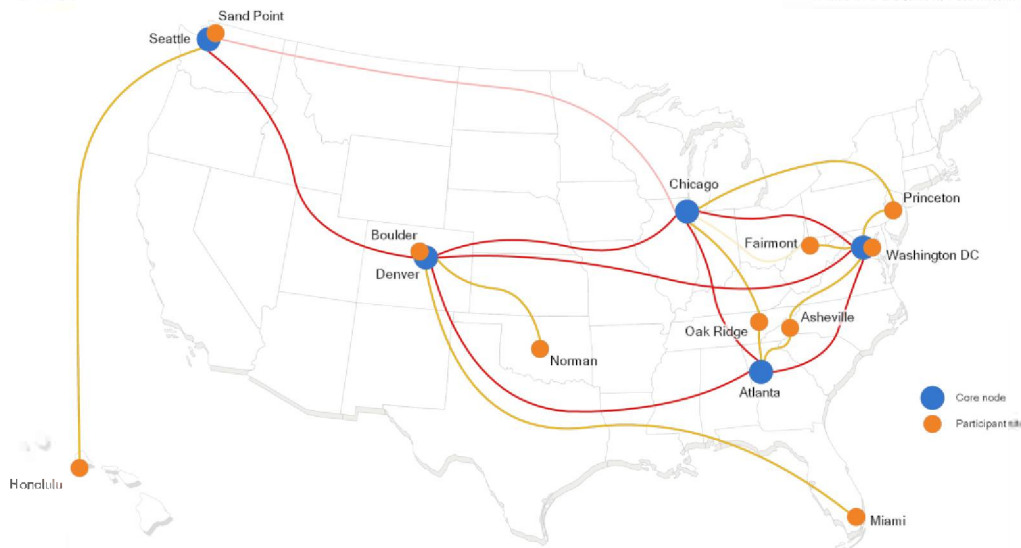 Sand Point
Seattle
Chicago
Princeton
Boulder
Fairmont
Washington DC
Denver
Asheville
Oak Ridge
Norman
Atlanta
Core node
Participant
Honolulu
Miami